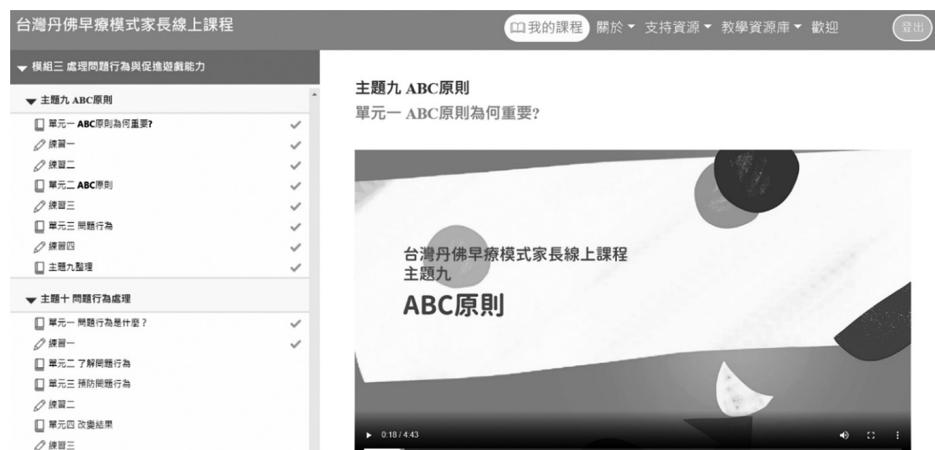 台灣丹佛早療模式家長線上課程
我的課程 關於 支持資源 教學資源庫 歡迎 登出
模組三 處理問題行為與促進遊戲能力
主題九 ABC原則
單元一 ABC原則為何重要?
練習一
練習二
單元二 ABC原則
練習三
單元三 問題行為
練習四
主題九整理
主題十 問題行為處理
單元一 問題行為是什麼?
練習一
單元二 了解問題行為
單元三 預防問題行為
練習二
單元四 改變結果
練習三
主題九 ABC原則
單元一 ABC原則為何重要?
台灣丹佛早療模式家長線上課程
主題九
ABC原則
0:18 / 4:43